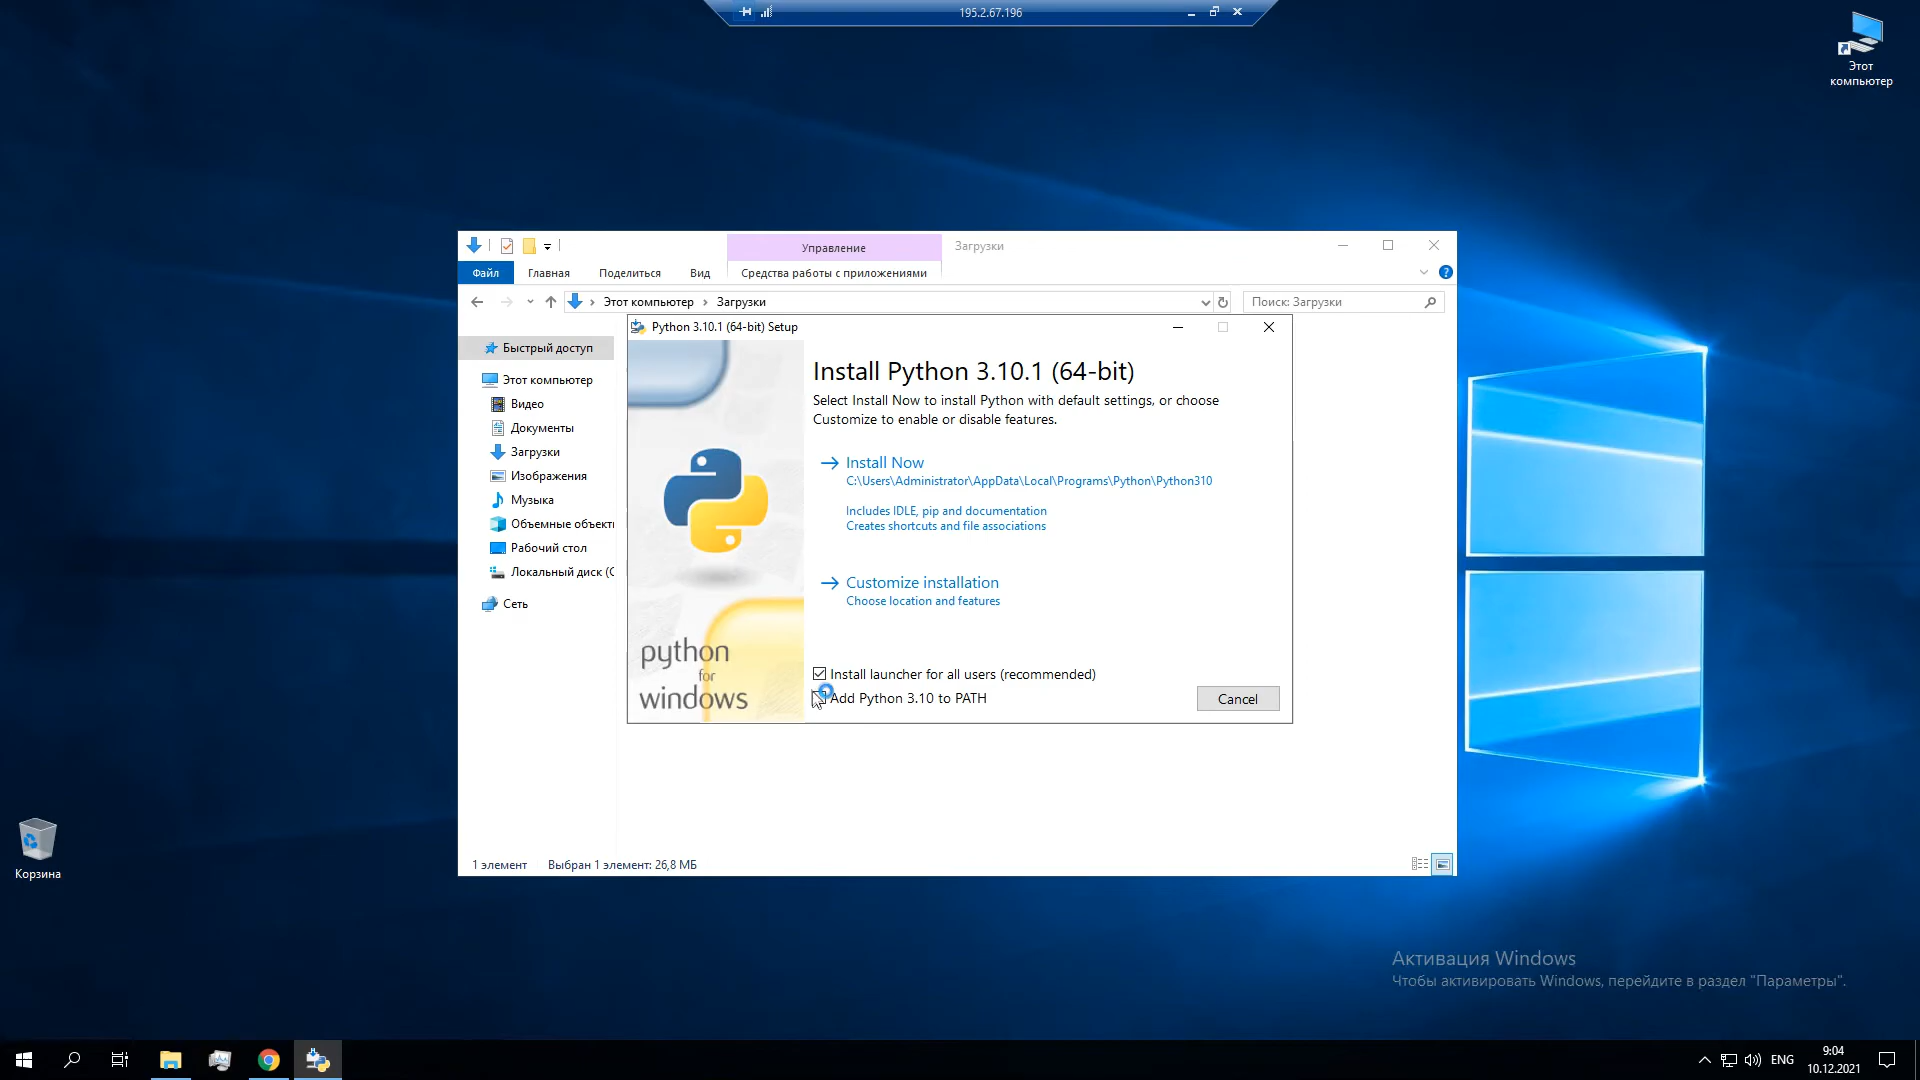 195.2.67.196
Этот
компьютер
Управление
Загрузки
Файл
Главная
Поделиться
Вид
Средства работы с приложениями
Этот компьютер
Загрузки
Поиск: Загрузки
Быстрый доступ
Этот компьютер
Видео
Документы
Загрузки
Изображения
Музыка
Объемные объекть
Рабочий стол
Локальный диск (C
Сеть
Python 3.10.1 (64-bit) Setup
Install Python 3.10.1 (64-bit)
Select Install Now to install Python with default settings, or choose
Customize to enable or disable features.
Install Now
C:\Users\Administrator\AppData\Local\Programs\Python\Python310
Includes IDLE, pip and documentation
Creates shortcuts and file associations
Customize installation
Choose location and features
python
for
windows
Install launcher for all users (recommended)
Add Python 3.10 to PATH
Cancel
1 элемент
Выбран 1 элемент: 26,8 МБ
Корзина
Активация Windows
Чтобы активировать Windows, перейдите в раздел "Параметры".
ENG
9:04
10.12.2021